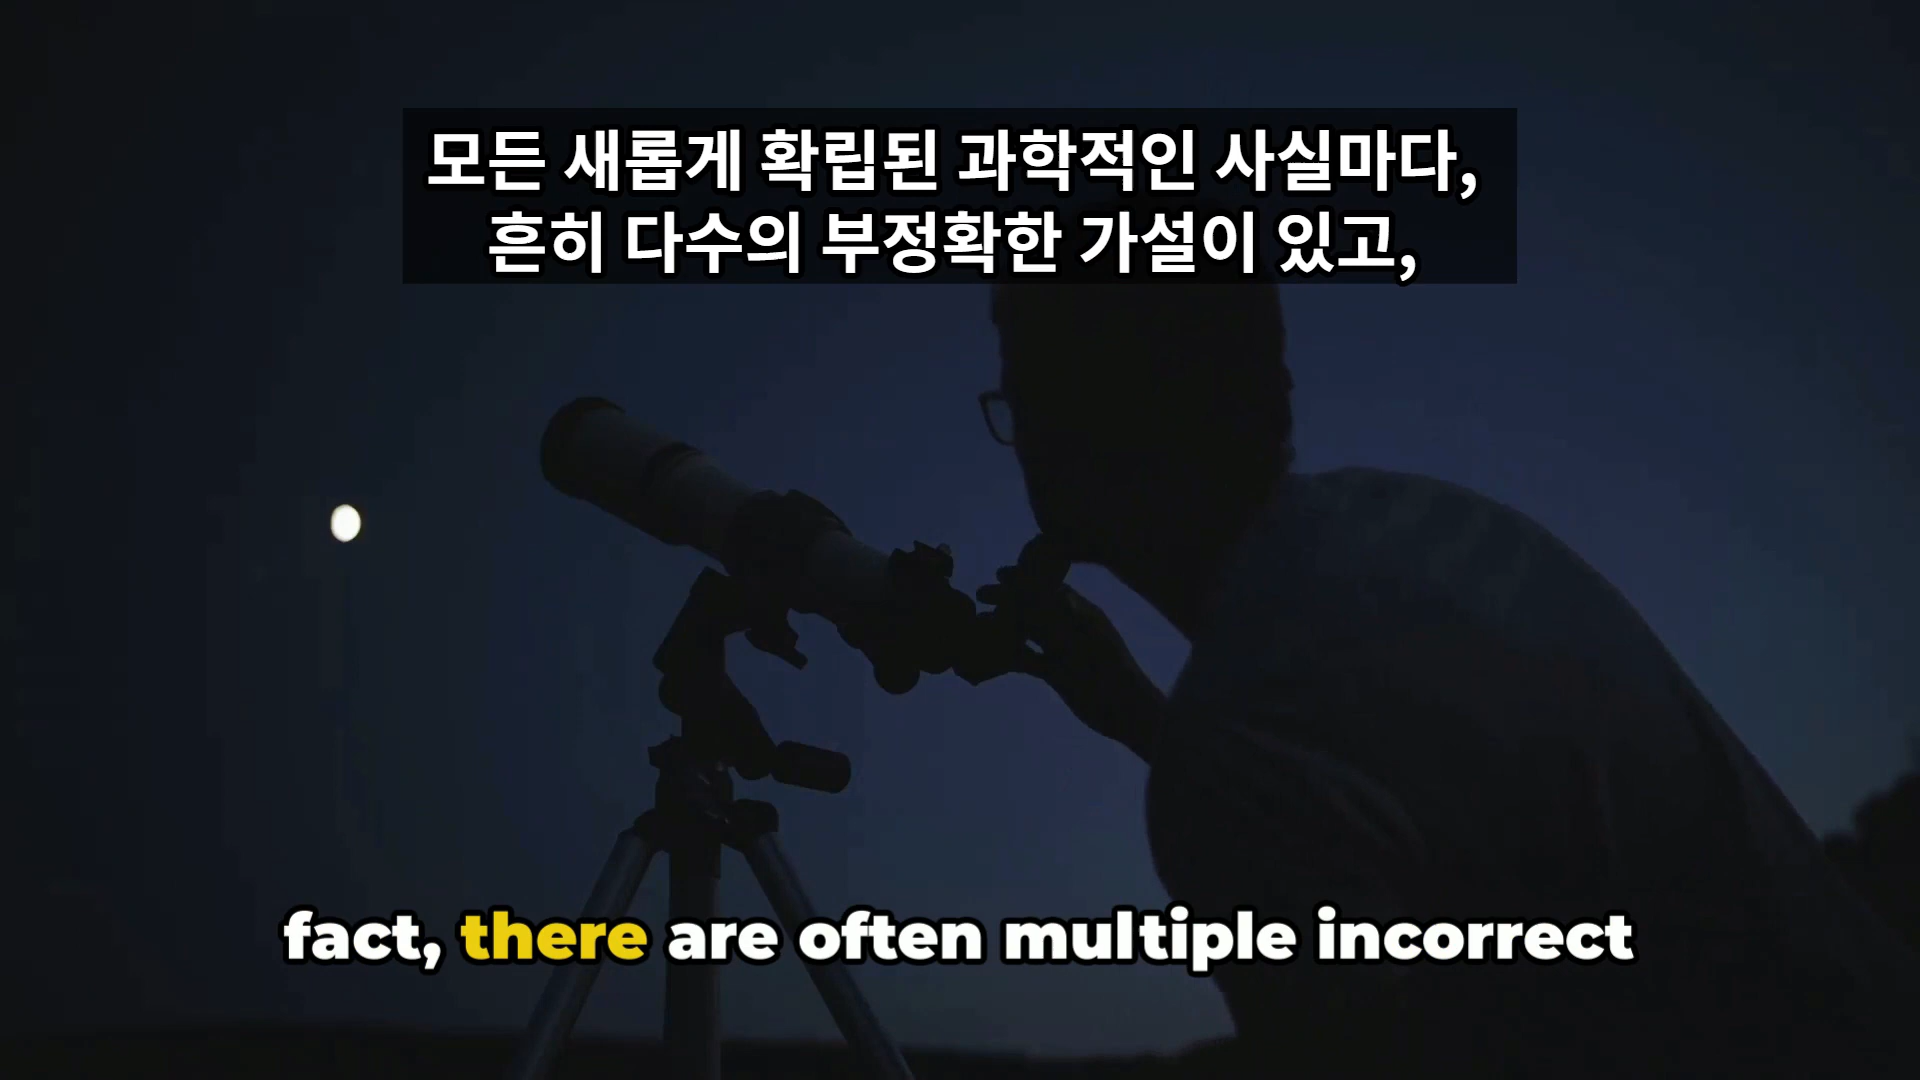 모든 새롭게 확립된 과학적인 사실마다,
흔히 다수의 부정확한 가설이 있고,
fact, there are often multiple incorrect